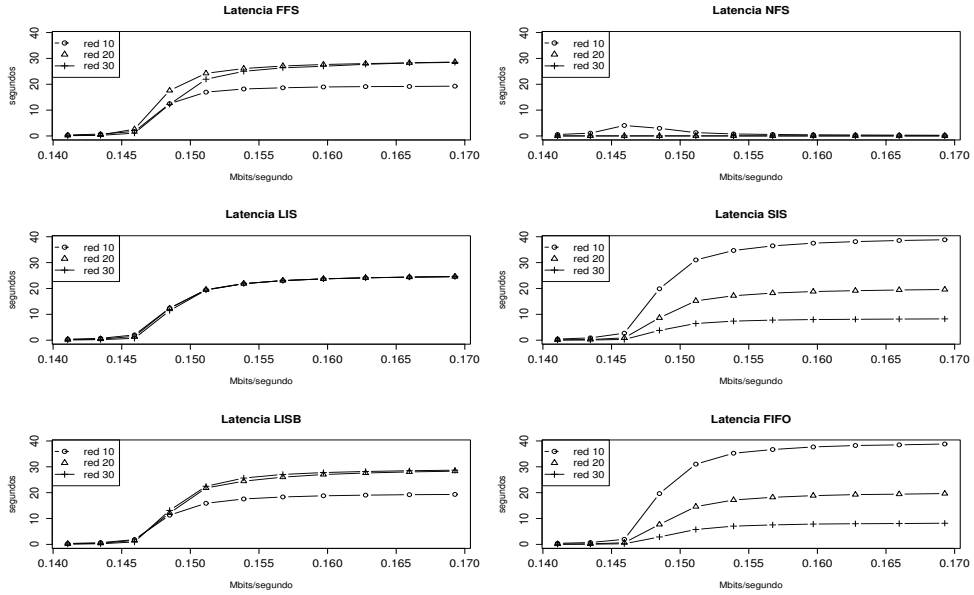 Latencia FFS
segundos
0 10 20 30 40
red 10
red 20
red 30
0.140 0.145 0.150 0.155 0.160 0.165 0.170
Mbits/segundo
Latencia NFS
segundos
0 10 20 30 40
red 10
red 20
red 30
0.140 0.145 0.150 0.155 0.160 0.165 0.170
Mbits/segundo
Latencia LIS
segundos
0 10 20 30 40
red 10
red 20
red 30
0.140 0.145 0.150 0.155 0.160 0.165 0.170
Mbits/segundo
Latencia SIS
segundos
0 10 20 30 40
red 10
red 20
red 30
0.140 0.145 0.150 0.155 0.160 0.165 0.170
Mbits/segundo
Latencia LISB
segundos
0 10 20 30 40
red 10
red 20
red 30
0.140 0.145 0.150 0.155 0.160 0.165 0.170
Mbits/segundo
Latencia FIFO
segundos
0 10 20 30 40
red 10
red 20
red 30
0.140 0.145 0.150 0.155 0.160 0.165 0.170
Mbits/segundo